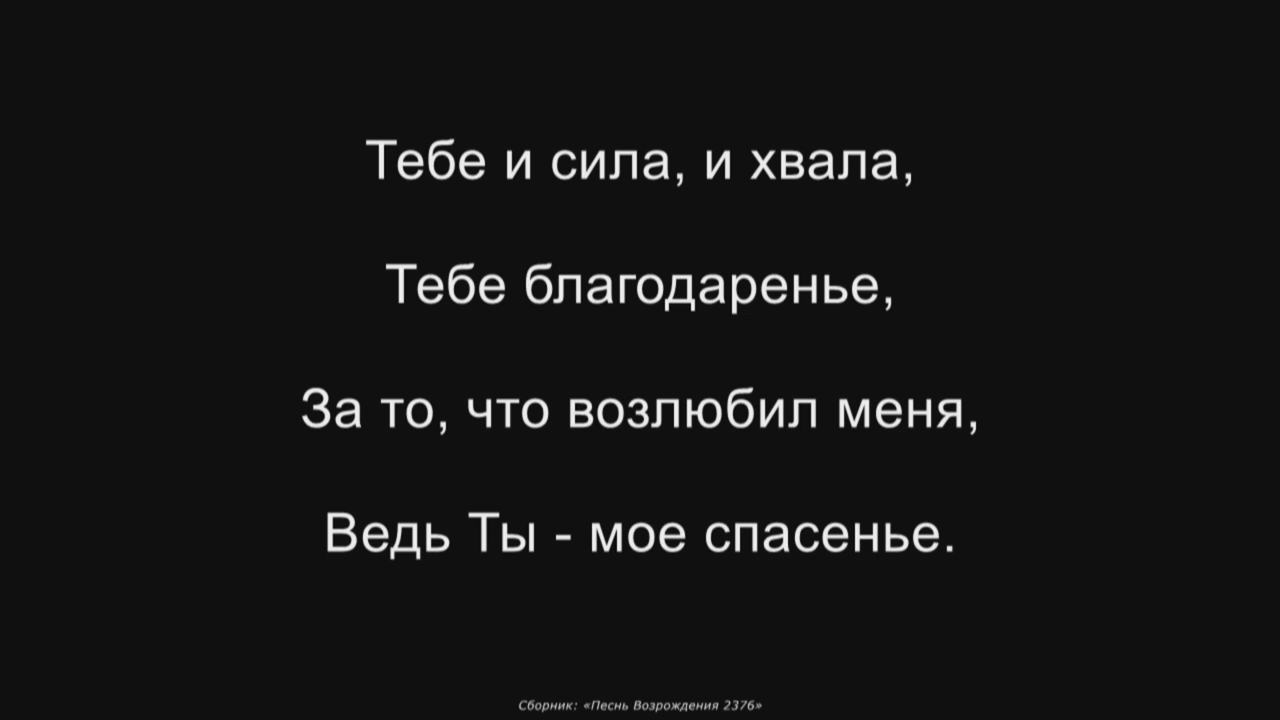 Тебе и сила, и хвала,
Тебе благодаренье,
За то, что возлюбил меня,
Ведь Ты - мое спасенье.
Сборник: «Песнь Возрождения 2376»